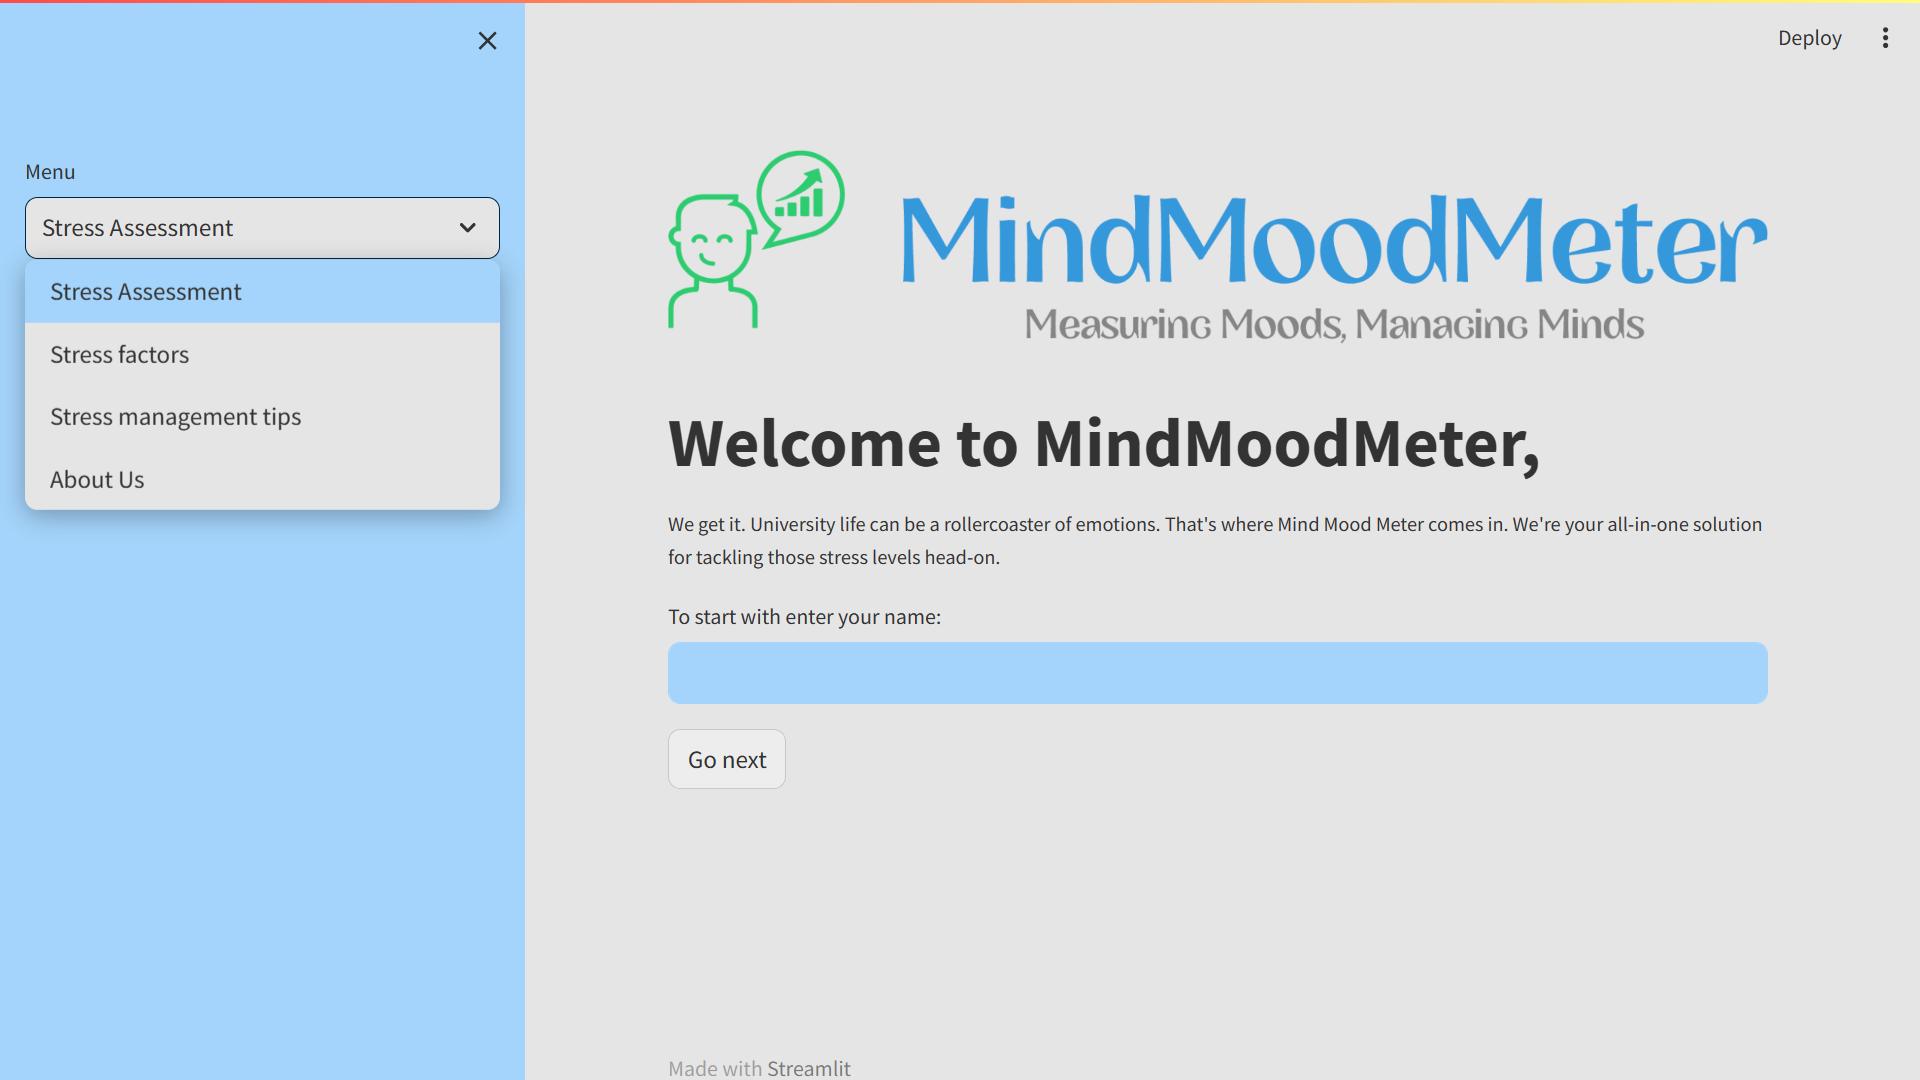 Deploy
Menu
Stress Assessment
Stress Assessment
Stress factors
Stress management tips
About Us
MindMoodMeter
Measuring Moods, Managing Minds
Welcome to MindMoodMeter,
We get it. University life can be a rollercoaster of emotions. That's where Mind Mood Meter comes in. We're your all-in-one solution
for tackling those stress levels head-on.
To start with enter your name:
Go next
Made with Streamlit